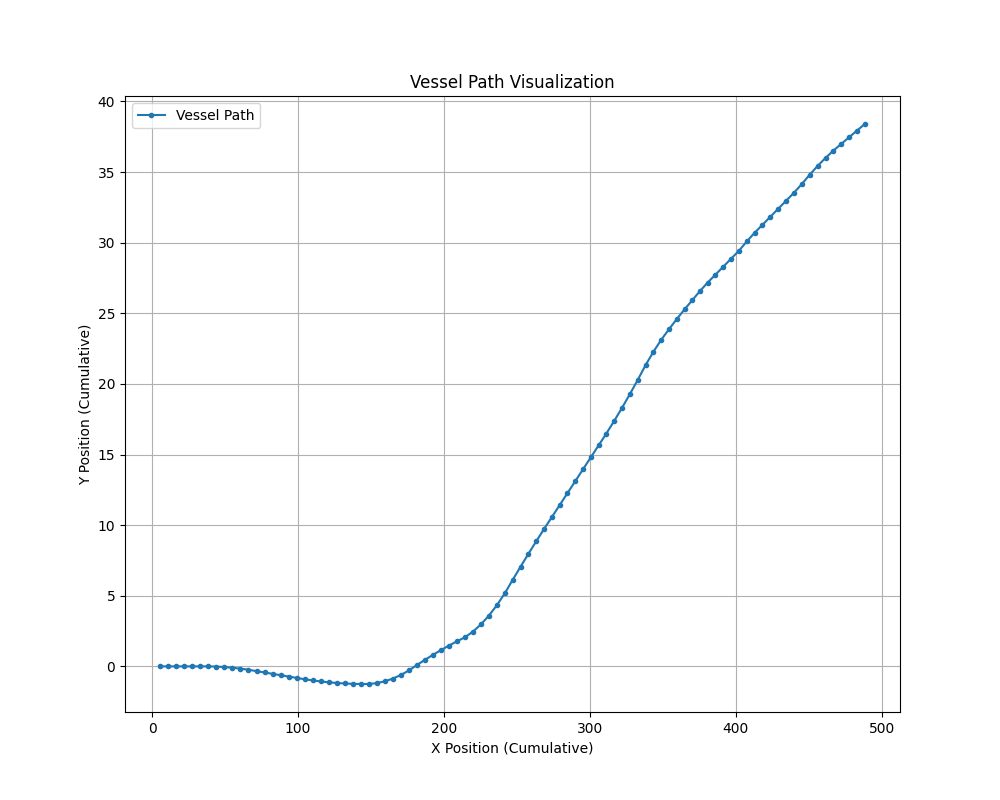 Vessel Path Visualization
Vessel Path
Y Position (Cumulative)
40
35
30
25
20
15
10
5
0
0 100 200 300 400 500
X Position (Cumulative)